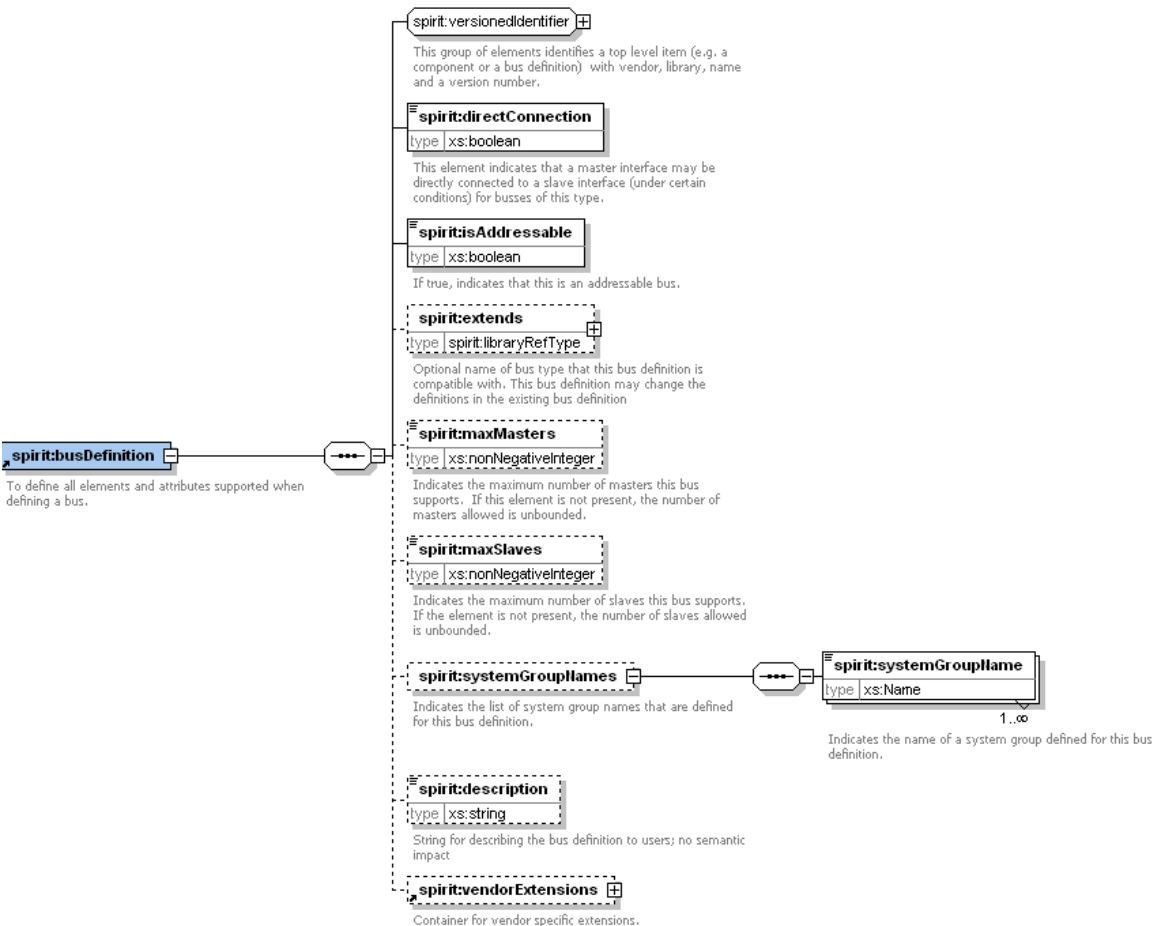 spirit:versionedIdentifier
This group of elements identifies a top level item (e.g. a
component or a bus definition)  with vendor, library, name
and a version number.
spirit:directConnection
type xs:boolean
This element indicates that a master interface may be
directly connected to a slave interface (under certain
conditions) for busses of this type.
spirit:isAddressable
type xs:boolean
If true, indicates that this is an addressable bus.
spirit:extends
type spirit:libraryRefType
Optional name of bus type that this bus definition is
compatible with. This bus definition may change the
definitions in the existing bus definition
spirit:maxMasters
type xs:nonNegativeInteger
Indicates the maximum number of masters this bus
supports.  If this element is not present, the number of
masters allowed is unbounded.
spirit:busDefinition
To define all elements and attributes supported when
defining a bus.
spirit:maxSlaves
type xs:nonNegativeInteger
Indicates the maximum number of slaves this bus supports.
If the element is not present, the number of slaves allowed
is unbounded.
spirit:systemGroupNames
Indicates the list of system group names that are defined
for this bus definition.
spirit:systemGroupName
type xs:Name
1..∞
Indicates the name of a system group defined for this bus
definition.
spirit:description
type xs:string
String for describing the bus definition to users; no semantic
impact
spirit:vendorExtensions
Container for vendor specific extensions.